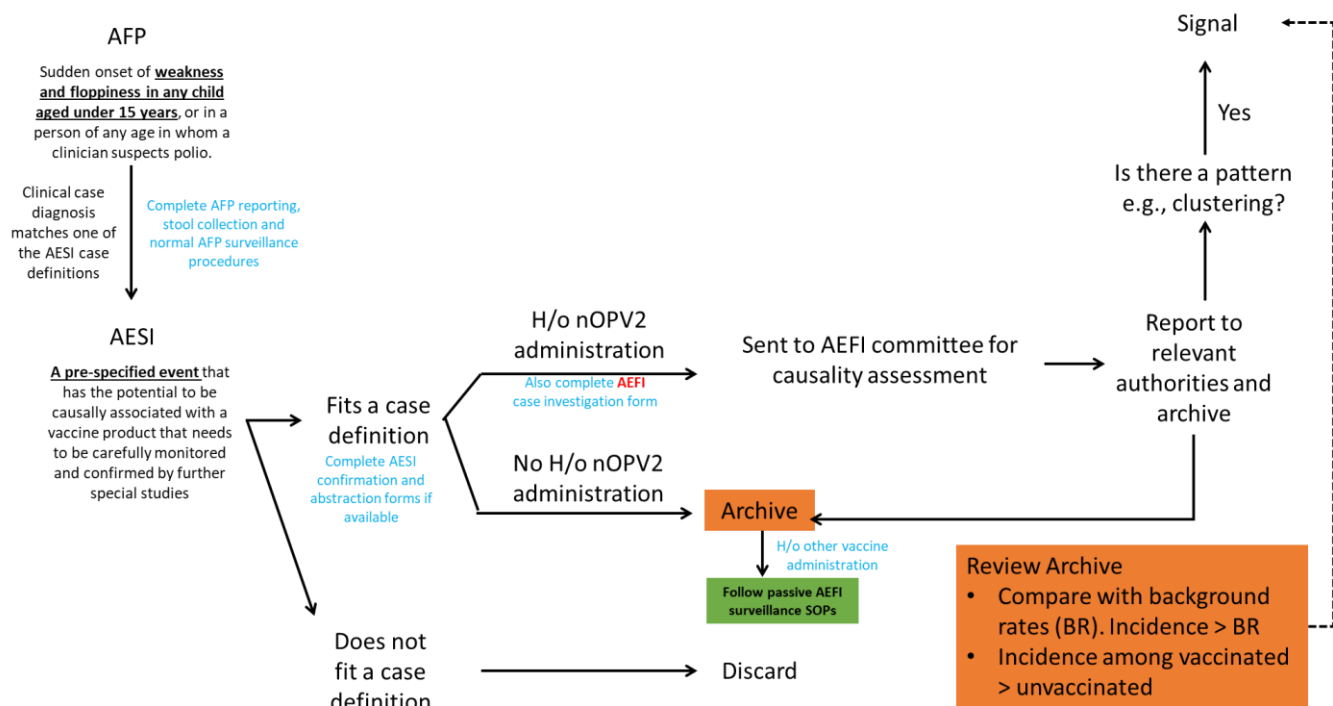 AFP
Sudden onset of weakness
and floppiness in any child
aged under 15 years, or in a
person of any age in whom a
clinician suspects polio.
Clinical case
diagnosis
matches one of
the AESI case
definitions
Complete AFP reporting,
stool collection and
normal AFP surveillance
procedures
AESI
A pre-specified event that
has the potential to be
causally associated with a
vaccine product that needs
to be carefully monitored
and confirmed by further
special studies
Fits a case
definition
Complete AESI
confirmation and
abstraction forms if
available
Does not
fit a case
definition
H/o nOPV2
administration
Also complete AEFI
case investigation form
No H/o nOPV2
administration
Sent to AEFI committee for
causality assessment
Archive
H/o other vaccine
administration
Follow passive AEFI
surveillance SOPs
Discard
Signal
Yes
Is there a pattern
e.g., clustering?
Report to
relevant
authorities and
archive
Review Archive
• Compare with background
rates (BR). Incidence > BR
• Incidence among vaccinated
> unvaccinated